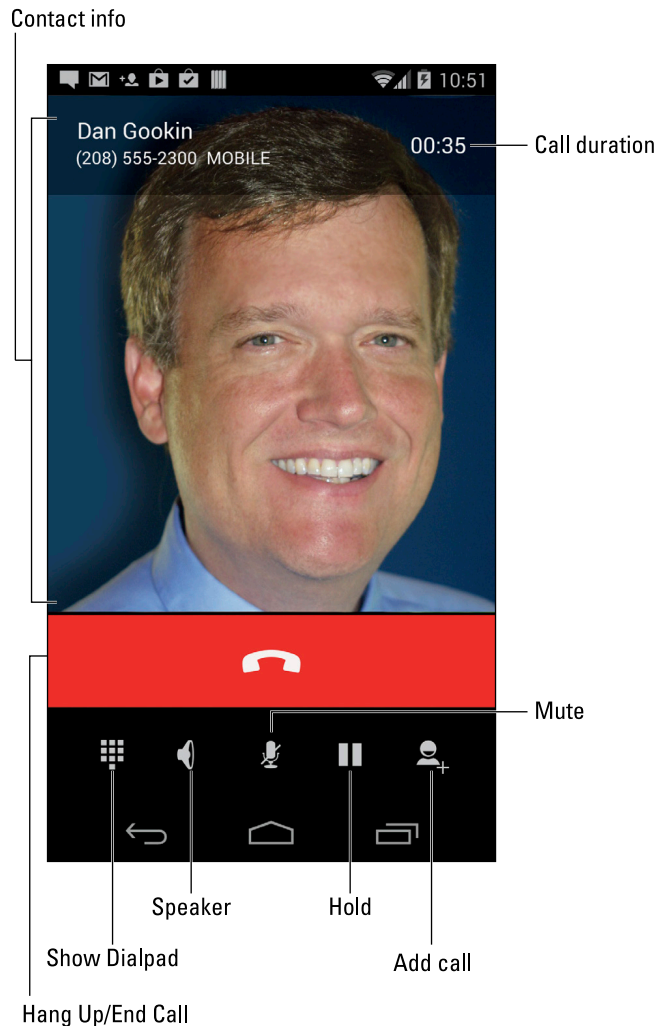 Contact info
10:51
Dan Gookin
00:35
Call duration
(208) 555-2300 MOBILE
Mute
Speaker
Hold
Show Dialpad
Add call
Hang Up/End Call